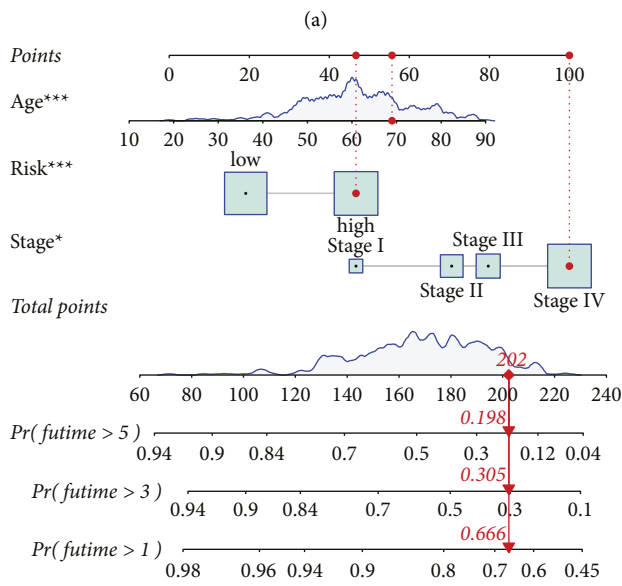 (a)
Points
0 20 40 60 80 100
Age***
10 20 30 40 50 60 70 80 90
low
Risk***
high
Stage I
Stage III
Stage*
Stage II
Stage IV
Total points
202
60 80 100 120 140 160 180 200 220 240
0.198
Pr( futime > 5 )
0.94 0.9 0.84 0.7 0.5 0.3 0.12 0.04
0.305
Pr( futime > 3 )
0.94 0.9 0.84 0.7 0.5 0.3 0.1
0.666
Pr( futime > 1 )
0.98 0.96 0.94 0.9 0.8 0.7 0.6 0.45